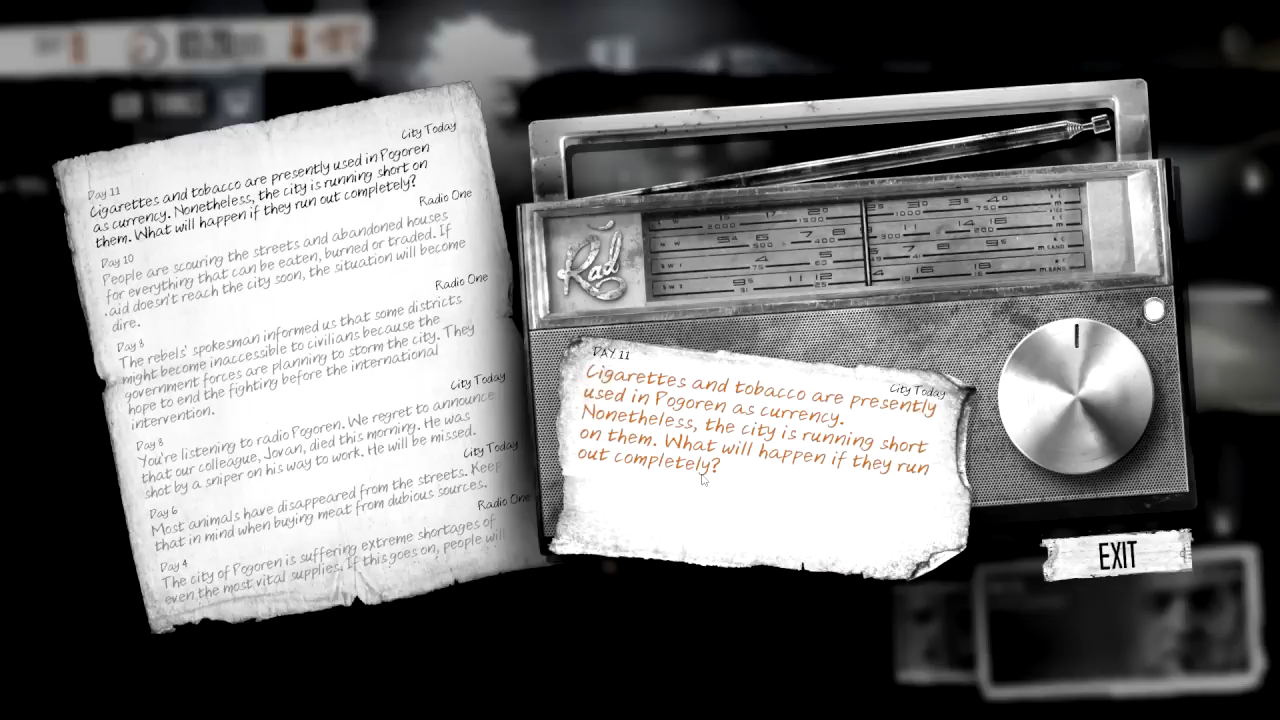 City Today
Day 11
Cigarettes and tobacco are presently used in Pogoren
as currency. Nonetheless, the city is running short on
them. What will happen if they run out completely?
Radio One
Day 10
People are scouring the streets and abandoned houses
for everything that can be eaten, burned or traded. If
aid doesn't reach the city soon, the situation will become
dire.
Radio One
Day 8
The rebels' spokesman informed us that some districts
might become inaccessible to civilians because the
government forces are planning to storm the city. They
hope to end the fighting before the international
intervention.
City Today
Day 8
You're listening to radio Pogoren. We regret to announce
that our colleague, Jovan, died this morning. He was
shot by a sniper on his way to work. He will be missed.
City Today
Day 6
Most animals have disappeared from the streets. Keep
that in mind when buying meat from dubious sources.
Radio One
Day 4
The city of Pogoren is suffering extreme shortages of
even the most vital supplies. If this goes on, people will
Rad
DAY 11
City Today
Cigarettes and tobacco are presently
used in Pogoren as currency.
Nonetheless, the city is running short
on them. What will happen if they run
out completely?
EXIT